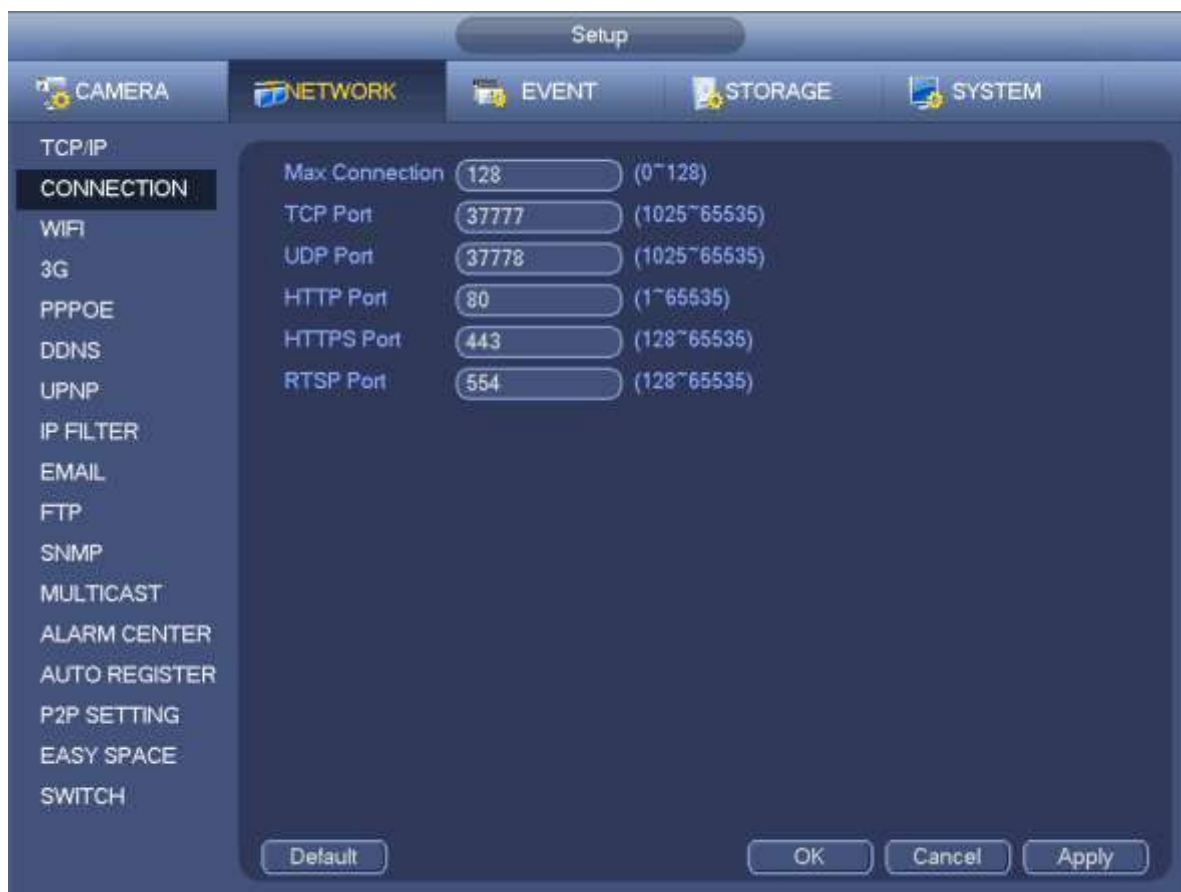 Setup
CAMERA NETWORK EVENT STORAGE SYSTEM
TCP/IP
CONNECTION
WIFI
3G
PPPOE
DDNS
UPNP
IP FILTER
EMAIL
FTP
SNMP
MULTICAST
ALARM CENTER
AUTO REGISTER
P2P SETTING
EASY SPACE
SWITCH
Max Connection 128 (0~128)
TCP Port 37777 (1025~65535)
UDP Port 37778 (1025~65535)
HTTP Port 80 (1~65535)
HTTPS Port 443 (128~65535)
RTSP Port 554 (128~65535)
Default OK Cancel Apply